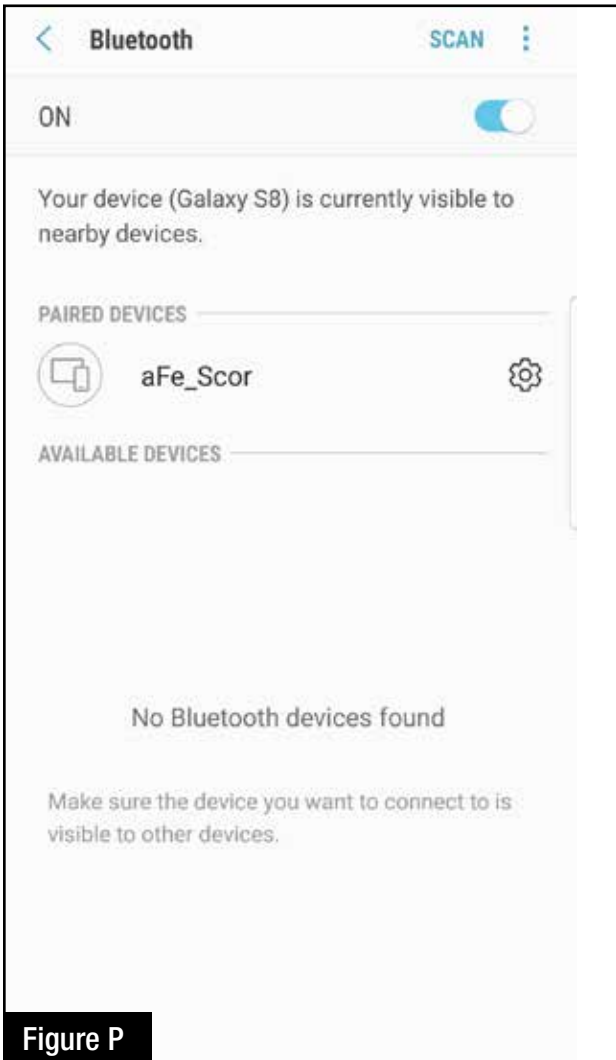 Bluetooth SCAN
ON
Your device (Galaxy S8) is currently visible to
nearby devices.
PAIRED DEVICES
aFe_Scor
AVAILABLE DEVICES
No Bluetooth devices found
Make sure the device you want to connect to is
visible to other devices.
Figure P